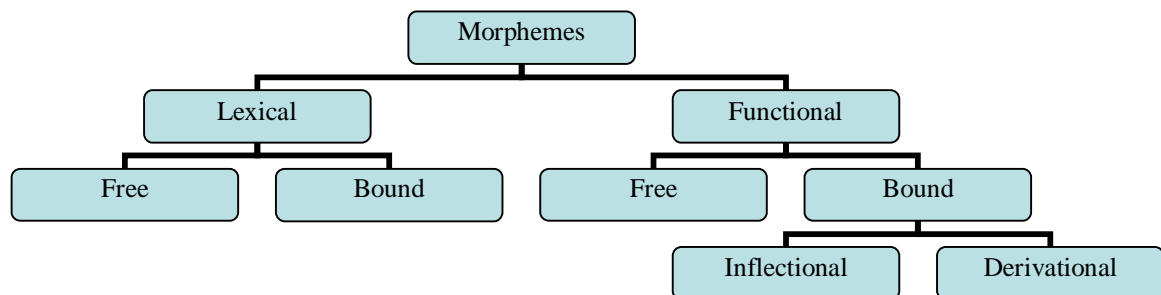 Morphemes
Lexical
Functional
Free
Bound
Free
Bound
Inflectional
Derivational